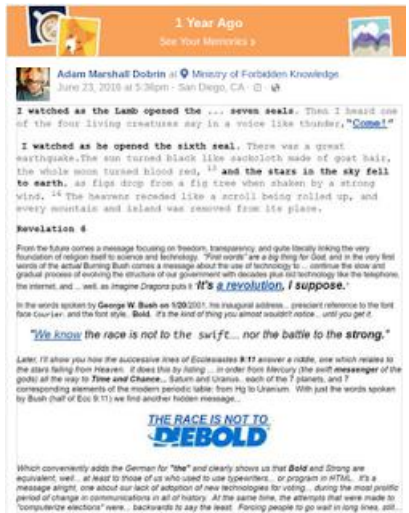 1 Year Ago
See Your Memories >
Adam Marshall Dobrin at Ministry of Forbidden Knowledge
June 23, 2016 at 5:36pm · San Diego, CA ·
I watched as the Lamb opened the ... seven seals. Then I heard one
of the four living creatures say in a voice like thunder, "Come!"
I watched as he opened the sixth seal. There was a great
earthquake.The sun turned black like sackcloth made of goat hair,
the whole moon turned blood red, 13 and the stars in the sky fell
to earth, as figs drop from a fig tree when shaken by a strong
wind. 14 The heavens receded like a scroll being rolled up, and
every mountain and island was removed from its place.
Revelation 6
From the future comes a message focusing on freedom, transparency, and quite literally linking the very
foundation of religion itself to science and technology. "First words" are a big thing for God, and in the very first
words of the actual Burning Bush comes a message about the use of technology to... continue the slow and
gradual process of evolving the structure of our government with decades plus old technology like the telephone,
the internet, and ... well, as Imagine Dragons puts it "It's a revolution, I suppose."
In the words spoken by George W. Bush on 1/20/2001, his inaugural address... prescient reference to the font
face Courier, and the font style, Bold. It's the kind of thing you almost wouldn't notice.. until you get it.
"We know the race is not to the swift... nor the battle to the strong."
Later, I'll show you how the successive lines of Ecclesiastes 9:11 answer a riddle, one which relates to
the stars falling from Heaven. It does this by listing ... in order from Mercury (the swift messenger of the
gods) all the way to Time and Chance... Saturn and Uranus.. each of the 7 planets, and 7
corresponding elements of the modern periodic table: from Hg to Uranium. With just the words spoken
by Bush (half of Ecc 9:11) we find another hidden message...
THE RACE IS NOT TO
DIEBOLD
Which conveniently adds the German for "the" and clearly shows us that Bold and Strong are
equivalent, well... at least to those of us who used to use typewriters... or program in HTML. It's a
message alright, one about our lack of adoption of new technologies for voting... during the most prolific
period of change in communications in all of history. At the same time, the attempts that were made to
"computerize elections" were... backwards to say the least. Forcing people to go wait in long lines, still...